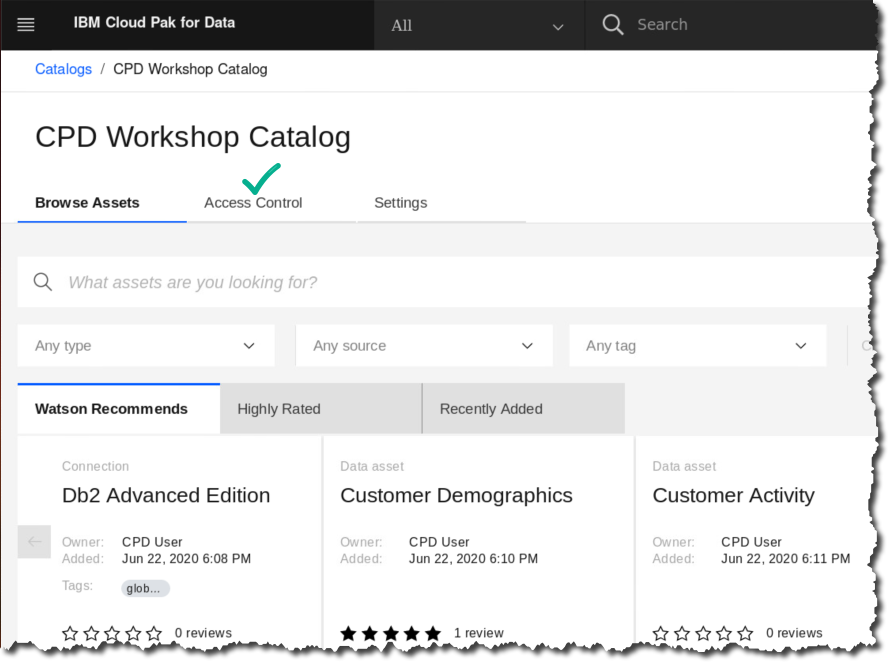 IBM Cloud Pak for Data All Search
Catalogs / CPD Workshop Catalog
CPD Workshop Catalog
Browse Assets Access Control Settings
What assets are you looking for?
Any type Any source Any tag
Watson Recommends Highly Rated Recently Added
Connection Data asset Data asset
Db2 Advanced Edition Customer Demographics Customer Activity
Owner: CPD User Owner: CPD User Owner: CPD User
Added: Jun 22, 2020 6:08 PM Added: Jun 22, 2020 6:10 PM Added: Jun 22, 2020 6:11 PM
Tags: glob...
0 reviews 1 review 0 reviews